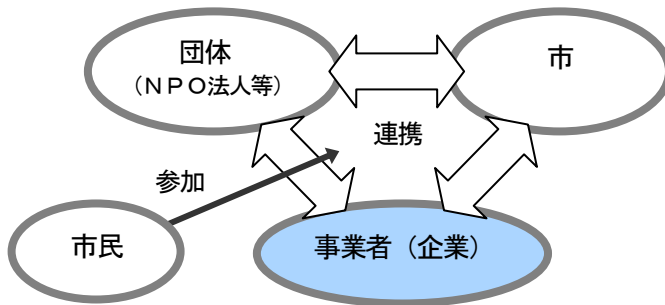 団体
（ＮＰＯ法人等）
市
連携
参加
市民
事業者（企業）